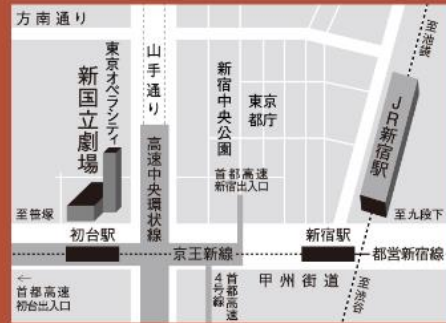 方南通り
山手通り
至池袋
新国立劇場
東京オペラシティ
高速中央環状線
新宿中央公園
東京
都庁
JR新宿駅
首都高速
新宿出入口
至笹塚
至九段下
初台駅
京王新線
新宿駅
都営新宿線
←
首都高速
初台出入口
首都高速
4号線
甲州街道
至渋谷